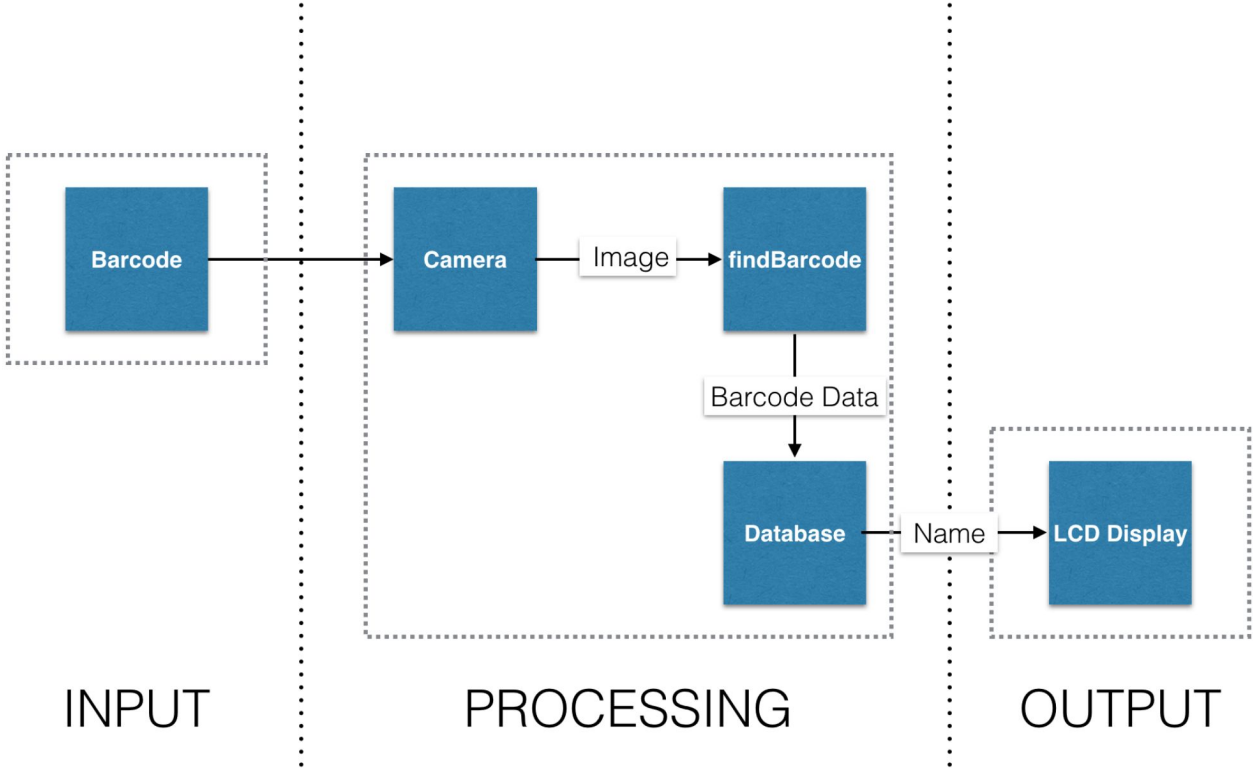 Barcode
Camera
Image
findBarcode
Barcode Data
Database
Name
LCD Display
INPUT
PROCESSING
OUTPUT